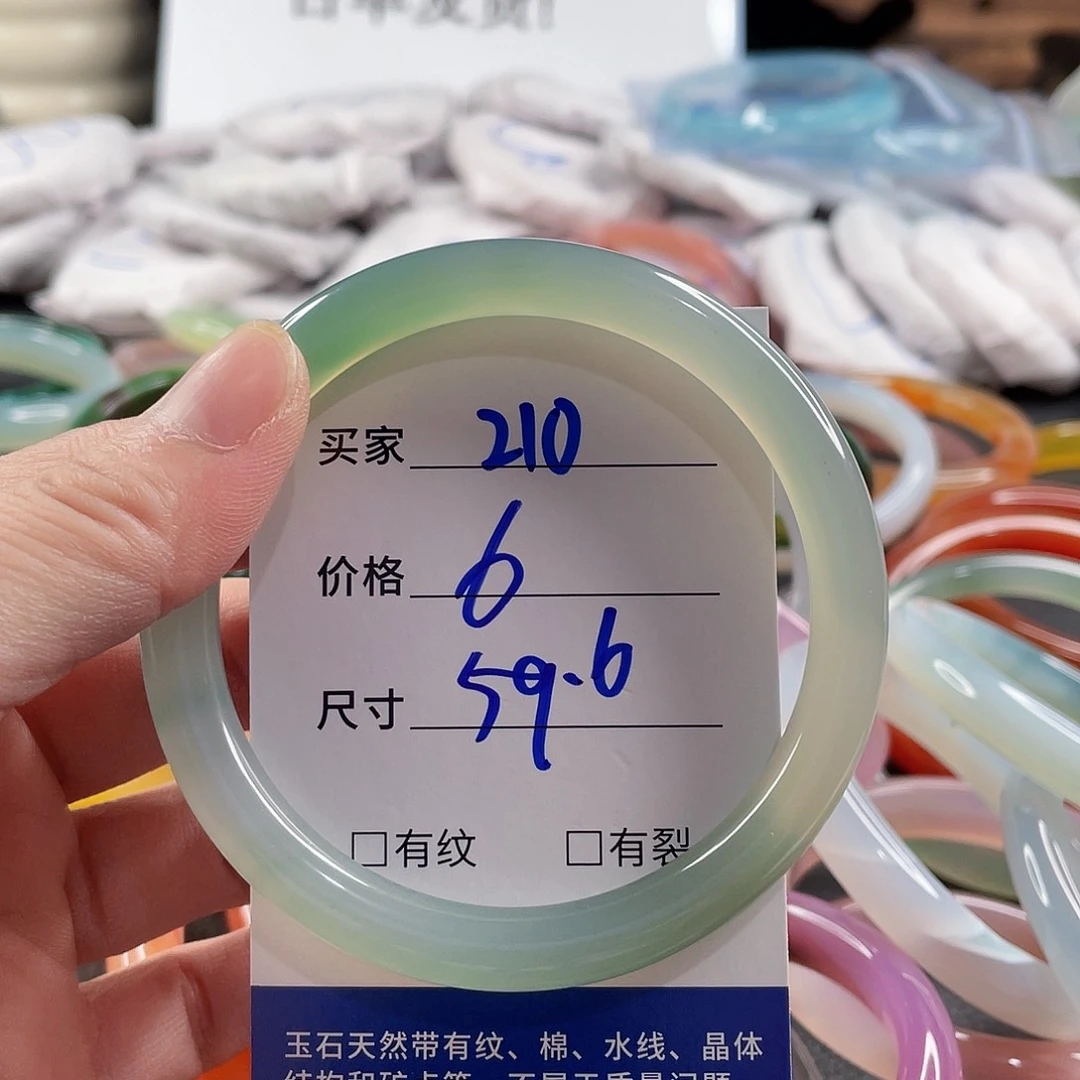 买家 210
价格 6
尺寸 59.6
□有纹 □有裂
玉石天然带有纹、棉、水线、晶体